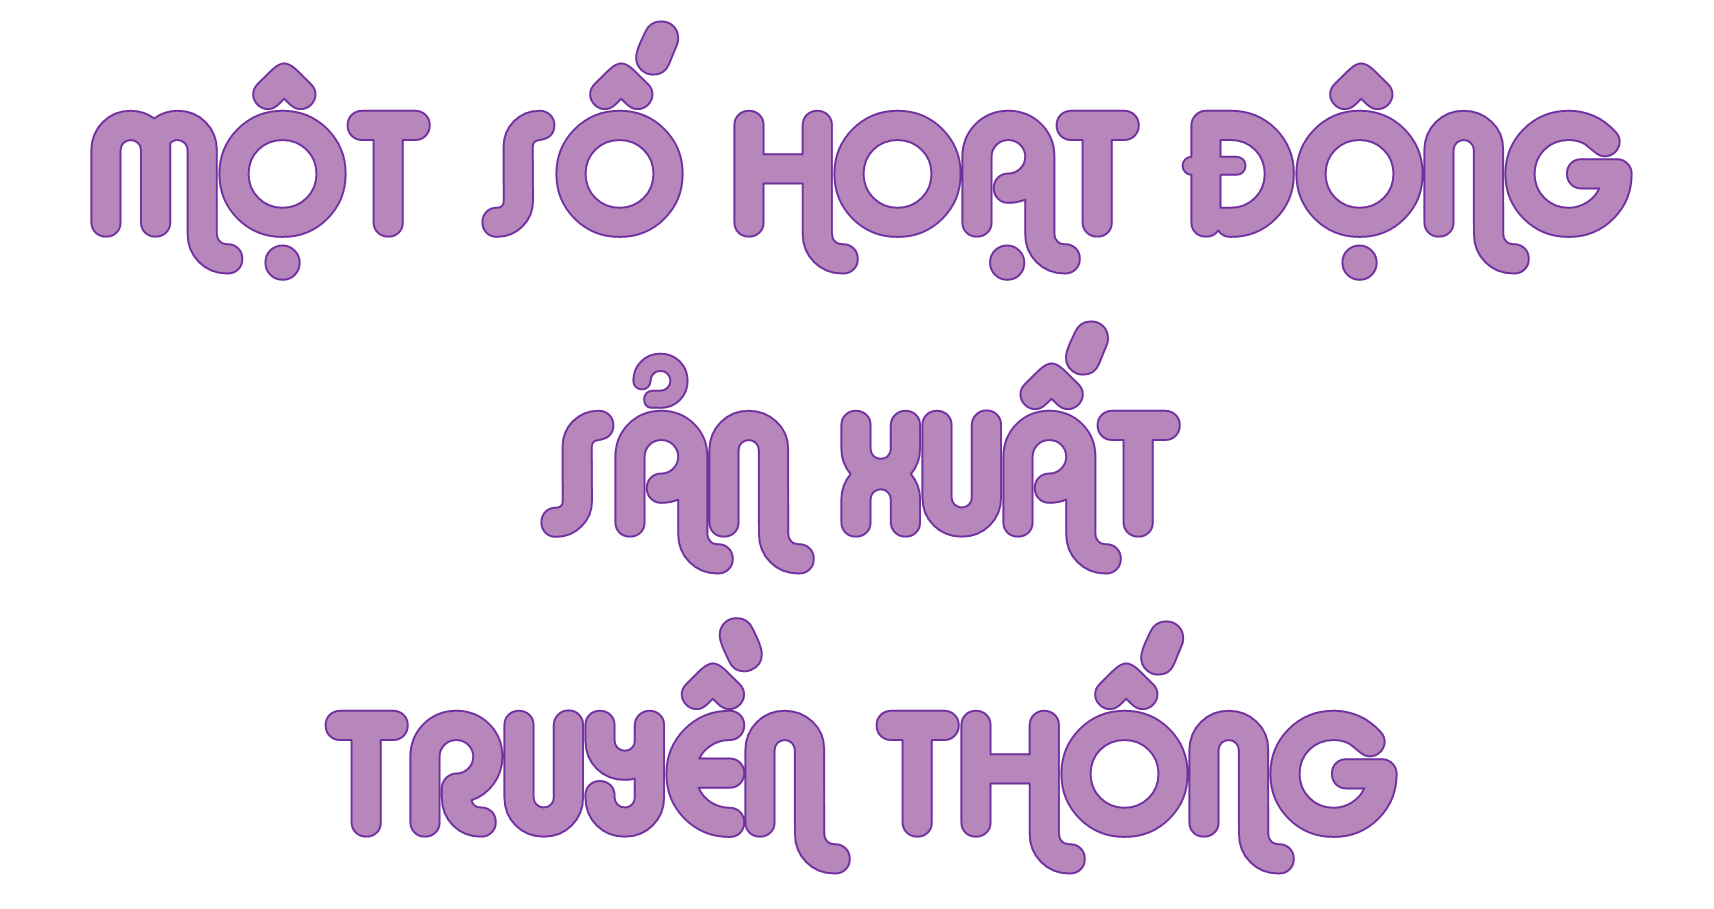 MỘT SỐ HOẠT ĐỘNG
SẢN XUẤT
TRUYỀN THỐNG